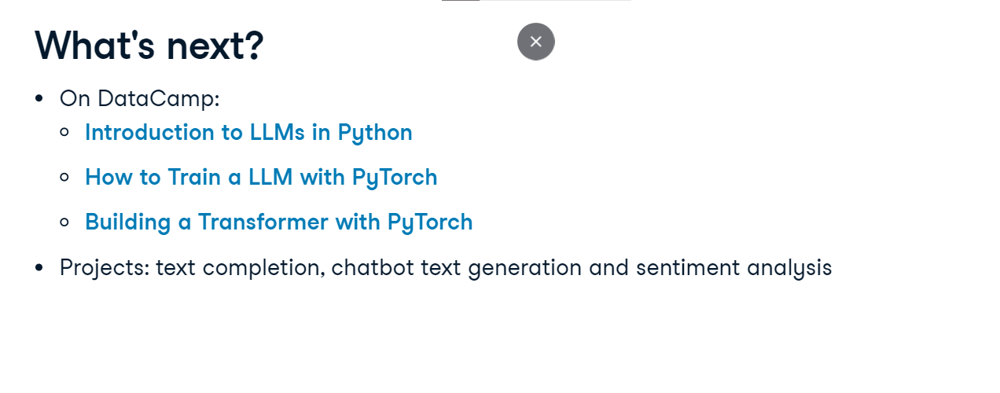 What's next?
On DataCamp:
Introduction to LLMs in Python
How to Train a LLM with PyTorch
Building a Transformer with PyTorch
Projects: text completion, chatbot text generation and sentiment analysis